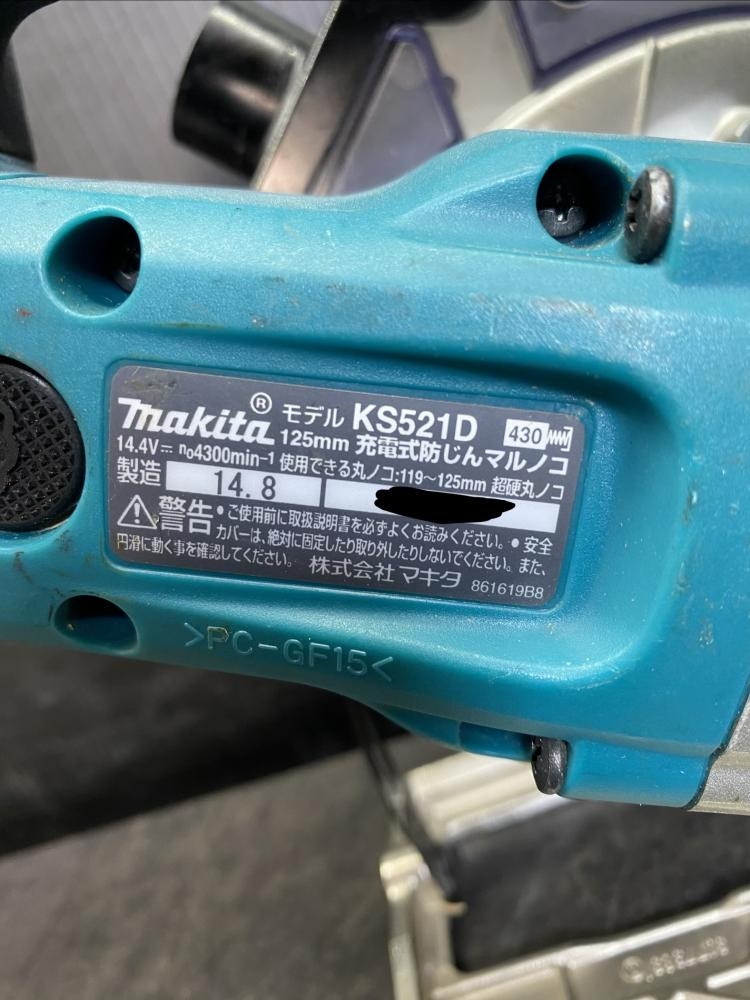 makita® モデル KS521D 430W
14.4V⎓ n₀4300min-1 125mm 充電式防じんマルノコ
使用できる丸ノコ:119~125mm 超硬丸ノコ
製造 14.8
⚠警告 •ご使用前に取扱説明書を必ずよくお読みください。•安全
カバーは、絶対に固定したり取り外したりしないでください。また、
円滑に動く事を確認してください。 株式会社 マキタ 861619B8
>PC-GF15<